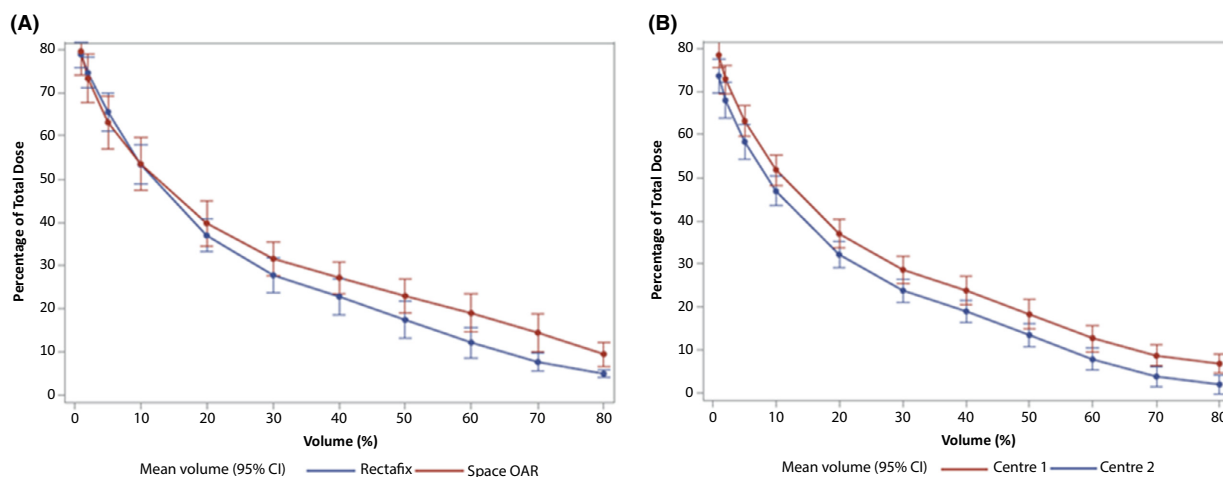 (A)
80
70
60
50
40
30
20
10
0
Percentage of Total Dose
0 10 20 30 40 50 60 70 80
Volume (%)
Mean volume (95% CI) Rectafix Space OAR
(B)
80
70
60
50
40
30
20
10
0
Percentage of Total Dose
0 10 20 30 40 50 60 70 80
Volume (%)
Mean volume (95% CI) Centre 1 Centre 2